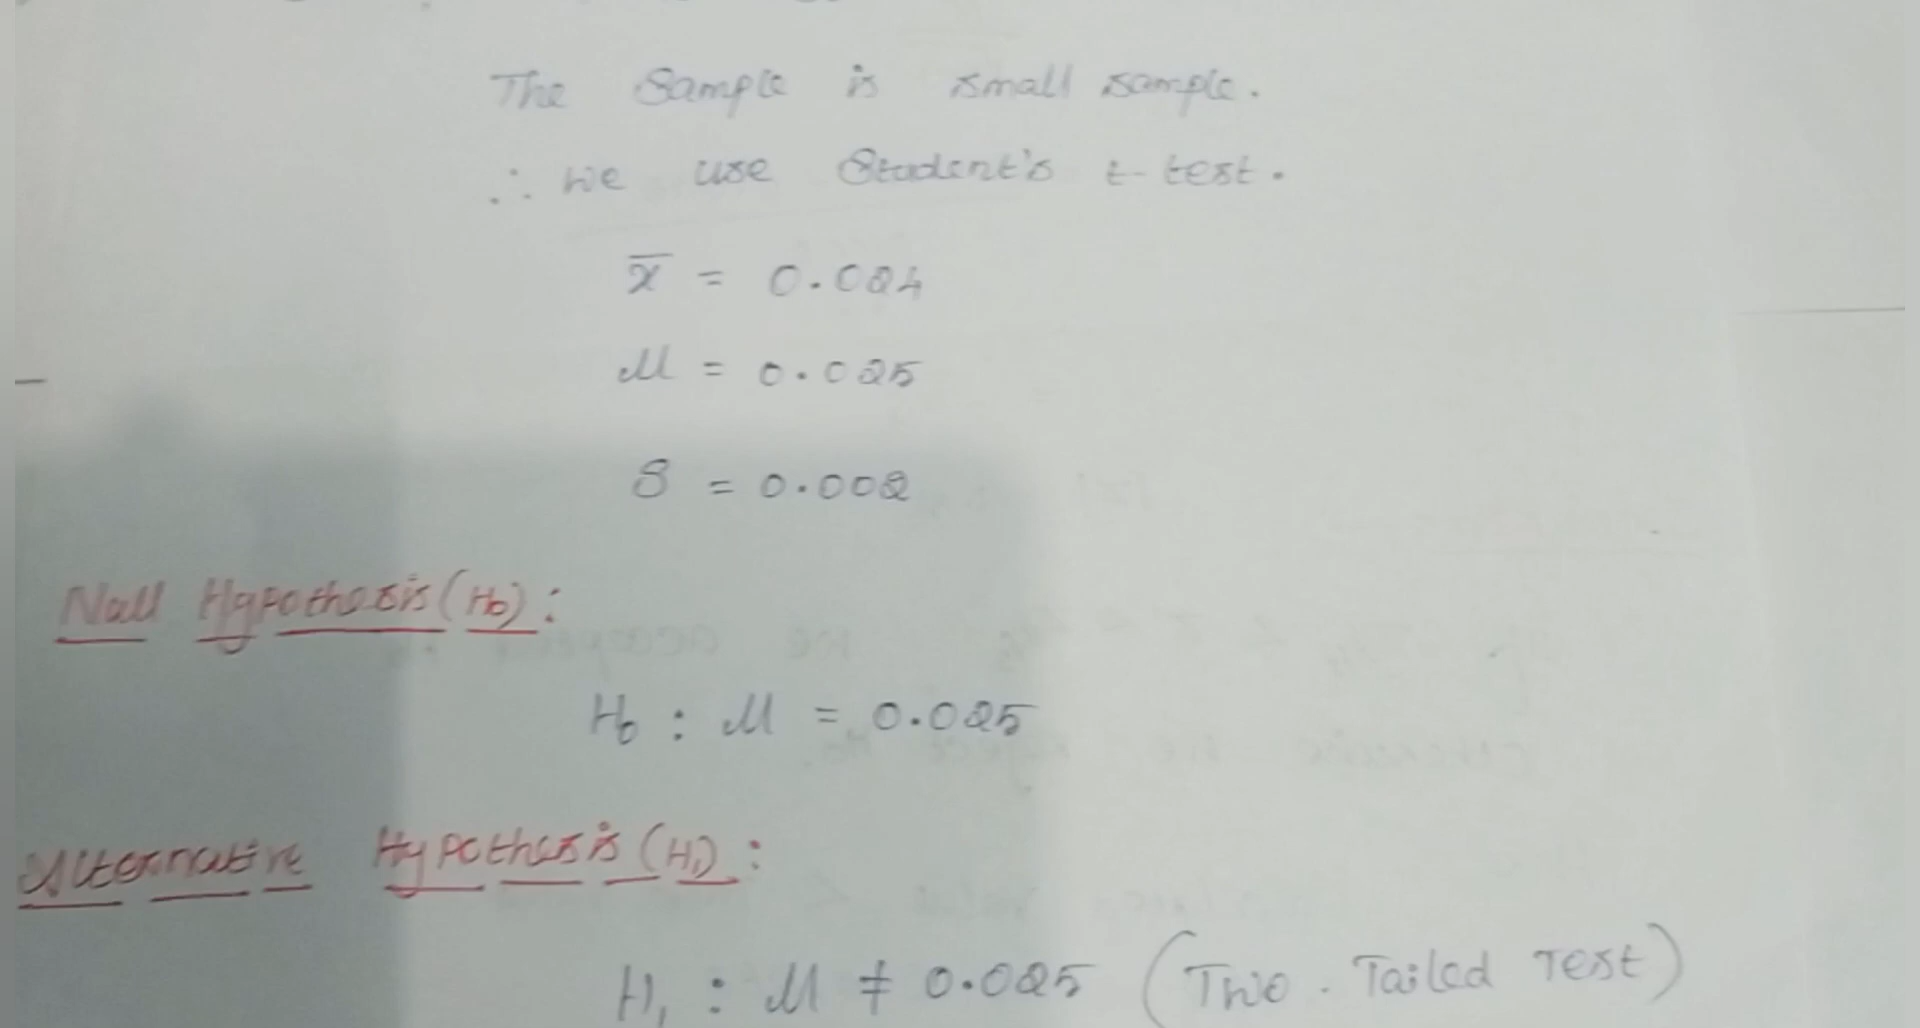 The Sample is small sample.
∴ we use Student's t-test.
x̅ = 0.024
μ = 0.025
S = 0.002
Null Hypothesis (H₀) :
H₀ : μ = 0.025
Alternative Hypothesis (H₁) :
H₁ : μ ≠ 0.025 (Two-Tailed Test)